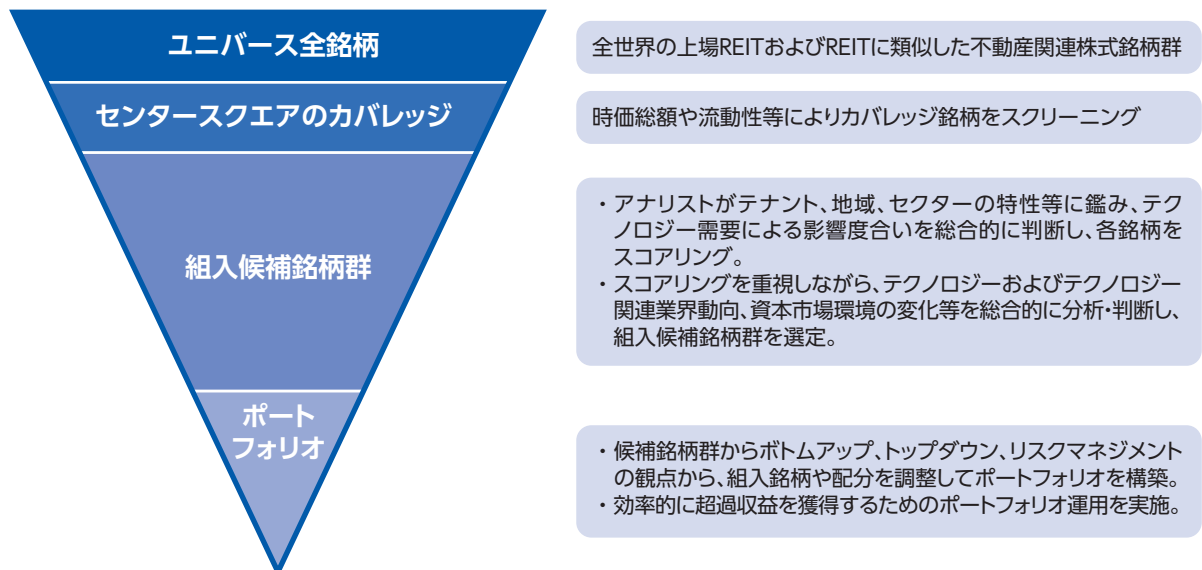 ユニバース全銘柄
全世界の上場REITおよびREITに類似した不動産関連株式銘柄群
センタースクエアのカバレッジ
時価総額や流動性等によりカバレッジ銘柄をスクリーニング
組入候補銘柄群
・アナリストがテナント、地域、セクターの特性等に鑑み、テク
ノロジー需要による影響度合いを総合的に判断し、各銘柄を
スコアリング。
・スコアリングを重視しながら、テクノロジーおよびテクノロジー
関連業界動向、資本市場環境の変化等を総合的に分析・判断し、
組入候補銘柄群を選定。
ポート
フォリオ
・候補銘柄群からボトムアップ、トップダウン、リスクマネジメント
の観点から、組入銘柄や配分を調整してポートフォリオを構築。
・効率的に超過収益を獲得するためのポートフォリオ運用を実施。